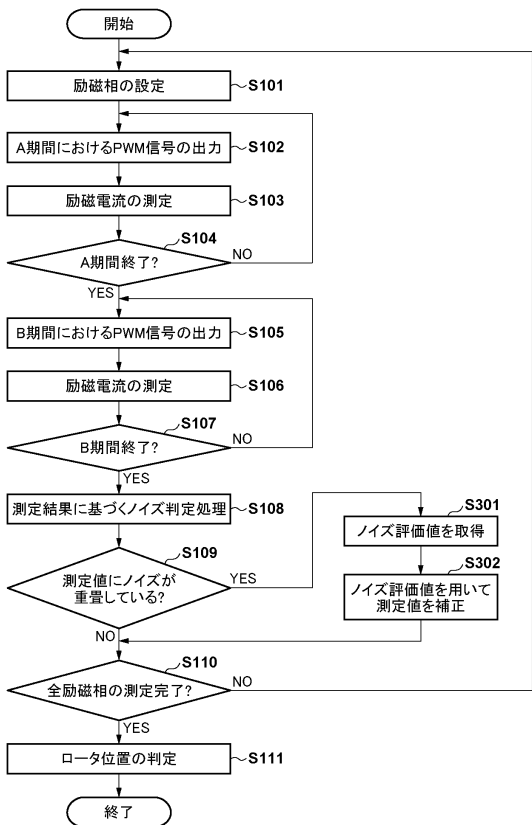 開始
励磁相の設定
S101
A期間におけるPWM信号の出力
S102
励磁電流の測定
S103
S104
A期間終了?
NO
YES
B期間におけるPWM信号の出力
S105
励磁電流の測定
S106
S107
B期間終了?
NO
YES
測定結果に基づくノイズ判定処理
S108
S109
測定値にノイズが
重畳している?
YES
NO
S301
ノイズ評価値を取得
S302
ノイズ評価値を用いて
測定値を補正
S110
全励磁相の測定完了?
NO
YES
ロータ位置の判定
S111
終了